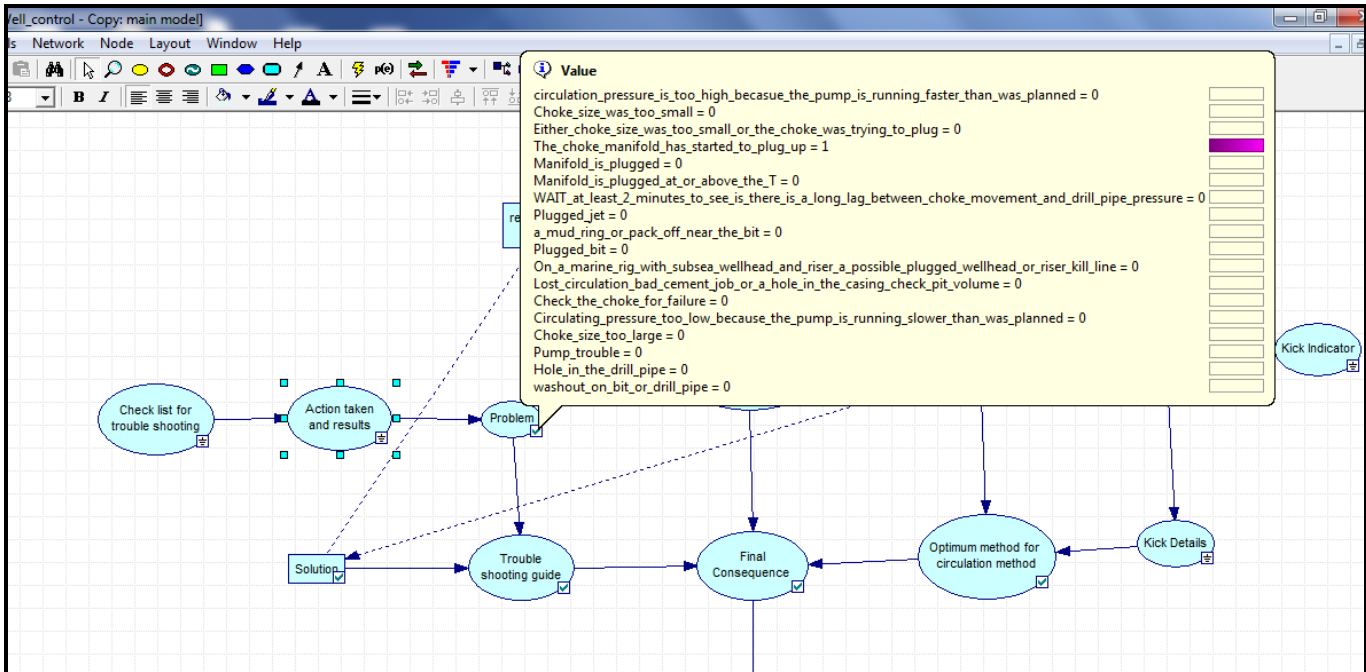 Vell_control - Copy: main model]
ls Network Node Layout Window Help
A
p(e)
B I
A
Value
circulation_pressure_is_too_high_becasue_the_pump_is_running_faster_than_was_planned = 0
Choke_size_was_too_small = 0
Either_choke_size_was_too_small_or_the_choke_was_trying_to_plug = 0
The_choke_manifold_has_started_to_plug_up = 1
Manifold_is_plugged = 0
Manifold_is_plugged_at_or_above_the_T = 0
WAIT_at_least_2_minutes_to_see_is_there_is_a_long_lag_between_choke_movement_and_drill_pipe_pressure = 0
Plugged_jet = 0
a_mud_ring_or_pack_off_near_the_bit = 0
Plugged_bit = 0
On_a_marine_rig_with_subsea_wellhead_and_riser_a_possible_plugged_wellhead_or_riser_kill_line = 0
Lost_circulation_bad_cement_job_or_a_hole_in_the_casing_check_pit_volume = 0
Check_the_choke_for_failure = 0
Circulating_pressure_too_low_because_the_pump_is_running_slower_than_was_planned = 0
Choke_size_too_large = 0
Pump_trouble = 0
Hole_in_the_drill_pipe = 0
washout_on_bit_or_drill_pipe = 0
re
Kick Indicator
Check list for
trouble shooting
Action taken
and results
Problem
Solution
Trouble
shooting guide
Final
Consequence
Optimum method for
circulation method
Kick Details